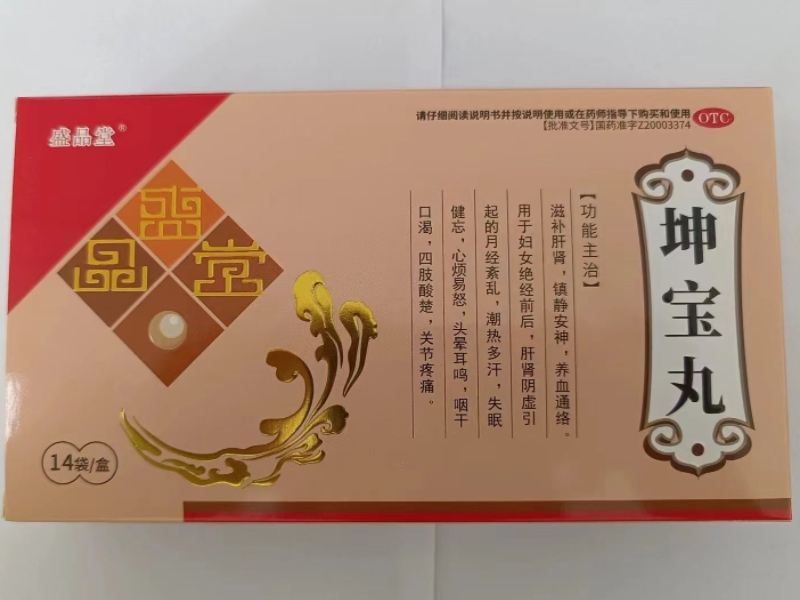 盛品堂®
请仔细阅读说明书并按说明使用或在药师指导下购买和使用
【批准文号】国药准字Z20003374
OTC
盛
品堂
坤宝丸
【功能主治】
滋补肝肾，镇静安神，养血通络。
用于妇女绝经前后，肝肾阴虚引
起的月经紊乱，潮热多汗，失眠
健忘，心烦易怒，头晕耳鸣，咽干
口渴，四肢酸楚，关节疼痛。
14袋/盒